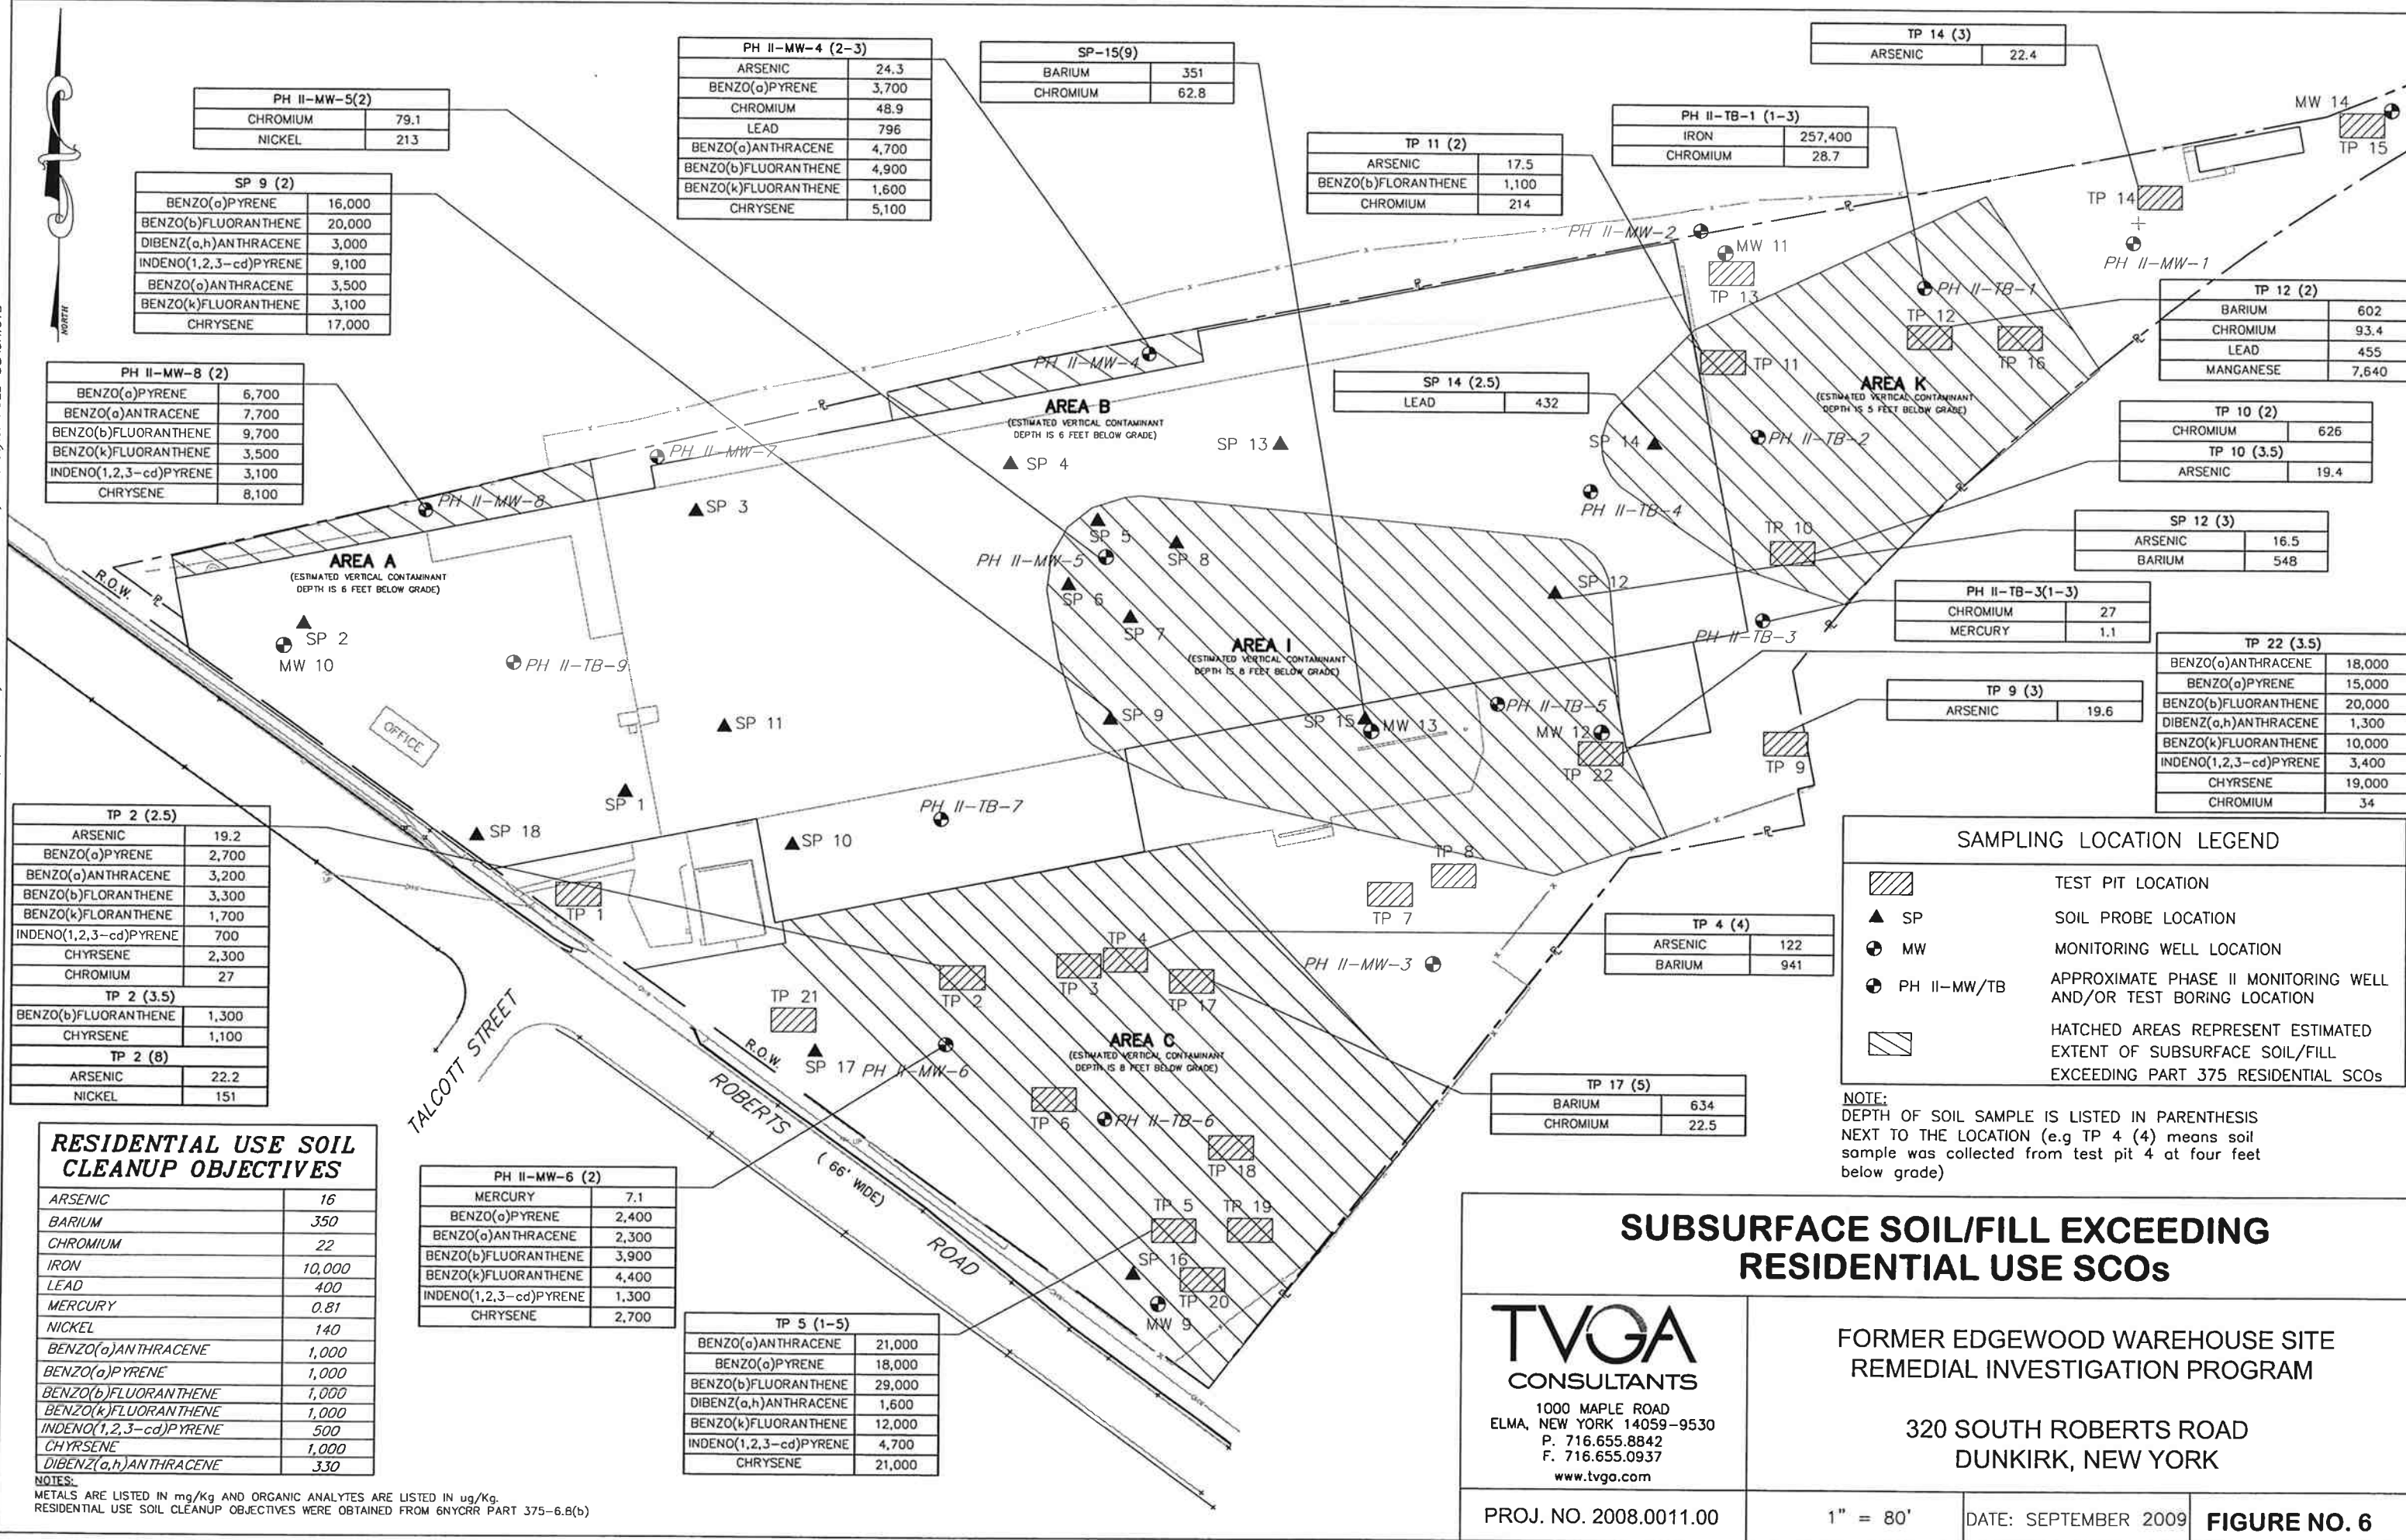 PH II-MW-5(2)
CHROMIUM 79.1
NICKEL 213
SP 9 (2)
BENZO(a)PYRENE 16,000
BENZO(b)FLUORANTHENE 20,000
DIBENZ(a,h)ANTHRACENE 3,000
INDENO(1,2,3-cd)PYRENE 9,100
BENZO(a)ANTHRACENE 3,500
BENZO(k)FLUORANTHENE 3,100
CHRYSENE 17,000
PH II-MW-8 (2)
BENZO(a)PYRENE 6,700
BENZO(a)ANTRACENE 7,700
BENZO(b)FLUORANTHENE 9,700
BENZO(k)FLUORANTHENE 3,500
INDENO(1,2,3-cd)PYRENE 3,100
CHRYSENE 8,100
PH II-MW-4 (2-3)
ARSENIC 24.3
BENZO(a)PYRENE 3,700
CHROMIUM 48.9
LEAD 796
BENZO(a)ANTHRACENE 4,700
BENZO(b)FLUORANTHENE 4,900
BENZO(k)FLUORANTHENE 1,600
CHRYSENE 5,100
SP-15(9)
BARIUM 351
CHROMIUM 62.8
TP 11 (2)
ARSENIC 17.5
BENZO(b)FLORANTHENE 1,100
CHROMIUM 214
PH II-TB-1 (1-3)
IRON 257,400
CHROMIUM 28.7
TP 14 (3)
ARSENIC 22.4
SP 14 (2.5)
LEAD 432
TP 12 (2)
BARIUM 602
CHROMIUM 93.4
LEAD 455
MANGANESE 7,640
TP 10 (2)
CHROMIUM 626
TP 10 (3.5)
ARSENIC 19.4
SP 12 (3)
ARSENIC 16.5
BARIUM 548
PH II-TB-3(1-3)
CHROMIUM 27
MERCURY 1.1
TP 22 (3.5)
BENZO(a)ANTHRACENE 18,000
BENZO(a)PYRENE 15,000
BENZO(b)FLUORANTHENE 20,000
DIBENZ(a,h)ANTHRACENE 1,300
BENZO(k)FLUORANTHENE 10,000
INDENO(1,2,3-cd)PYRENE 3,400
CHYRSENE 19,000
CHROMIUM 34
TP 9 (3)
ARSENIC 19.6
NORTH
MW 14
TP 15
TP 14
PH II-MW-1
PH II-MW-2
MW 11
TP 13
PH II-TB-1
TP 12
TP 16
TP 11
AREA K
(ESTIMATED VERTICAL CONTAMINANT
DEPTH IS 5 FEET BELOW GRADE)
PH II-TB-2
SP 14
PH II-TB-4
TP 10
PH II-TB-3
PH II-MW-4
AREA B
(ESTIMATED VERTICAL CONTAMINANT
DEPTH IS 6 FEET BELOW GRADE)
SP 13
SP 4
PH II-MW-7
SP 3
PH II-MW-8
AREA A
(ESTIMATED VERTICAL CONTAMINANT
DEPTH IS 6 FEET BELOW GRADE)
R.O.W.
SP 2
MW 10
PH II-TB-9
OFFICE
SP 11
SP 1
SP 18
SP 10
PH II-TB-7
SP 5
PH II-MW-5
SP 8
SP 6
SP 7
SP 12
AREA I
(ESTIMATED VERTICAL CONTAMINANT
DEPTH IS 8 FEET BELOW GRADE)
SP 9
SP 15
MW 13
PH II-TB-5
MW 12
TP 22
TP 9
TP 8
TP 7
PH II-MW-3
TP 1
TP 2
TP 3
TP 4
TP 17
TP 21
SP 17
PH II-MW-6
AREA C
(ESTIMATED VERTICAL CONTAMINANT
DEPTH IS 8 FEET BELOW GRADE)
TP 6
PH II-TB-6
TP 18
TP 5
TP 19
SP 16
TP 20
MW 9
R.O.W.
TALCOTT STREET
ROBERTS
( 66' WIDE)
ROAD
TP 2 (2.5)
ARSENIC 19.2
BENZO(a)PYRENE 2,700
BENZO(a)ANTHRACENE 3,200
BENZO(b)FLORANTHENE 3,300
BENZO(k)FLORANTHENE 1,700
INDENO(1,2,3-cd)PYRENE 700
CHYRSENE 2,300
CHROMIUM 27
TP 2 (3.5)
BENZO(b)FLUORANTHENE 1,300
CHYRSENE 1,100
TP 2 (8)
ARSENIC 22.2
NICKEL 151
RESIDENTIAL USE SOIL
CLEANUP OBJECTIVES
ARSENIC 16
BARIUM 350
CHROMIUM 22
IRON 10,000
LEAD 400
MERCURY 0.81
NICKEL 140
BENZO(a)ANTHRACENE 1,000
BENZO(a)PYRENE 1,000
BENZO(b)FLUORANTHENE 1,000
BENZO(k)FLUORANTHENE 1,000
INDENO(1,2,3-cd)PYRENE 500
CHYRSENE 1,000
DIBENZ(a,h)ANTHRACENE 330
NOTES:
METALS ARE LISTED IN mg/Kg AND ORGANIC ANALYTES ARE LISTED IN ug/Kg.
RESIDENTIAL USE SOIL CLEANUP OBJECTIVES WERE OBTAINED FROM 6NYCRR PART 375-6.8(b)
PH II-MW-6 (2)
MERCURY 7.1
BENZO(a)PYRENE 2,400
BENZO(a)ANTHRACENE 2,300
BENZO(b)FLUORANTHENE 3,900
BENZO(k)FLUORANTHENE 4,400
INDENO(1,2,3-cd)PYRENE 1,300
CHRYSENE 2,700
TP 5 (1-5)
BENZO(a)ANTHRACENE 21,000
BENZO(a)PYRENE 18,000
BENZO(b)FLUORANTHENE 29,000
DIBENZ(a,h)ANTHRACENE 1,600
BENZO(k)FLUORANTHENE 12,000
INDENO(1,2,3-cd)PYRENE 4,700
CHRYSENE 21,000
TP 4 (4)
ARSENIC 122
BARIUM 941
TP 17 (5)
BARIUM 634
CHROMIUM 22.5
SAMPLING LOCATION LEGEND
TEST PIT LOCATION
SP SOIL PROBE LOCATION
MW MONITORING WELL LOCATION
PH II-MW/TB APPROXIMATE PHASE II MONITORING WELL
AND/OR TEST BORING LOCATION
HATCHED AREAS REPRESENT ESTIMATED
EXTENT OF SUBSURFACE SOIL/FILL
EXCEEDING PART 375 RESIDENTIAL SCOs
NOTE:
DEPTH OF SOIL SAMPLE IS LISTED IN PARENTHESIS
NEXT TO THE LOCATION (e.g TP 4 (4) means soil
sample was collected from test pit 4 at four feet
below grade)
SUBSURFACE SOIL/FILL EXCEEDING
RESIDENTIAL USE SCOs
TVGA
CONSULTANTS
1000 MAPLE ROAD
ELMA, NEW YORK 14059-9530
P. 716.655.8842
F. 716.655.0937
www.tvga.com
FORMER EDGEWOOD WAREHOUSE SITE
REMEDIAL INVESTIGATION PROGRAM
320 SOUTH ROBERTS ROAD
DUNKIRK, NEW YORK
PROJ. NO. 2008.0011.00
1" = 80'
DATE: SEPTEMBER 2009
FIGURE NO. 6